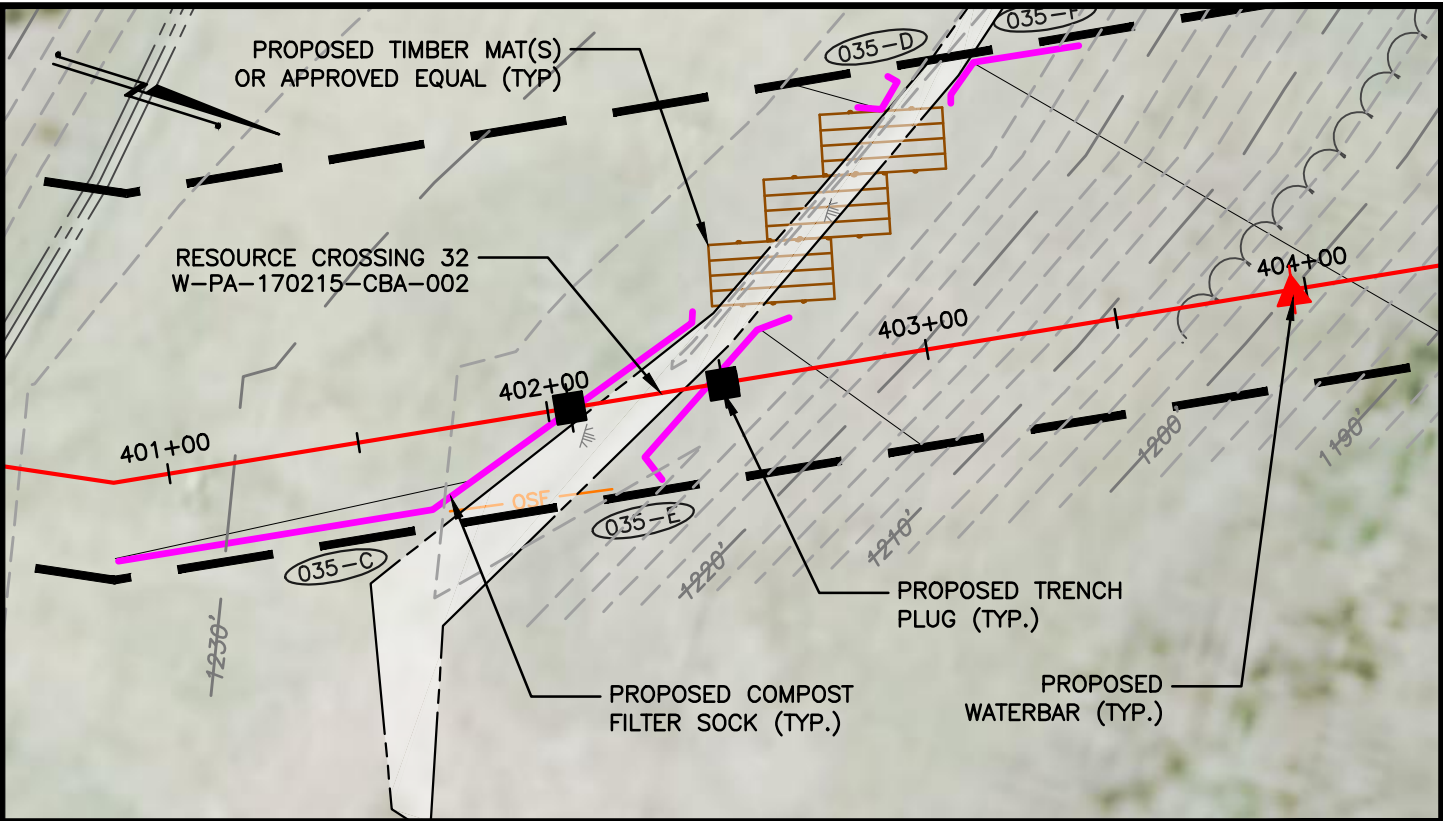 035-F
035-D
PROPOSED TIMBER MAT(S)
OR APPROVED EQUAL (TYP)
RESOURCE CROSSING 32
W-PA-170215-CBA-002
404+00
403+00
402+00
401+00
1200'
1190'
OSF
035-E
035-C
1210'
1220'
1230'
PROPOSED TRENCH
PLUG (TYP.)
PROPOSED COMPOST
FILTER SOCK (TYP.)
PROPOSED
WATERBAR (TYP.)